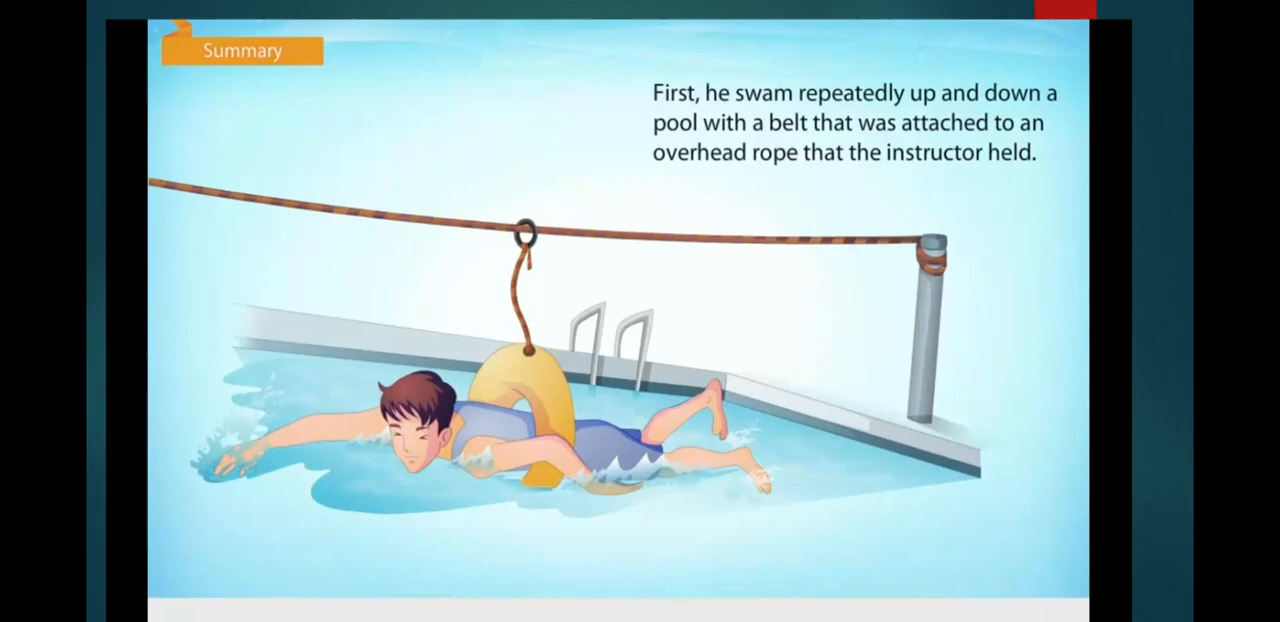 Summary
First, he swam repeatedly up and down a
pool with a belt that was attached to an
overhead rope that the instructor held.